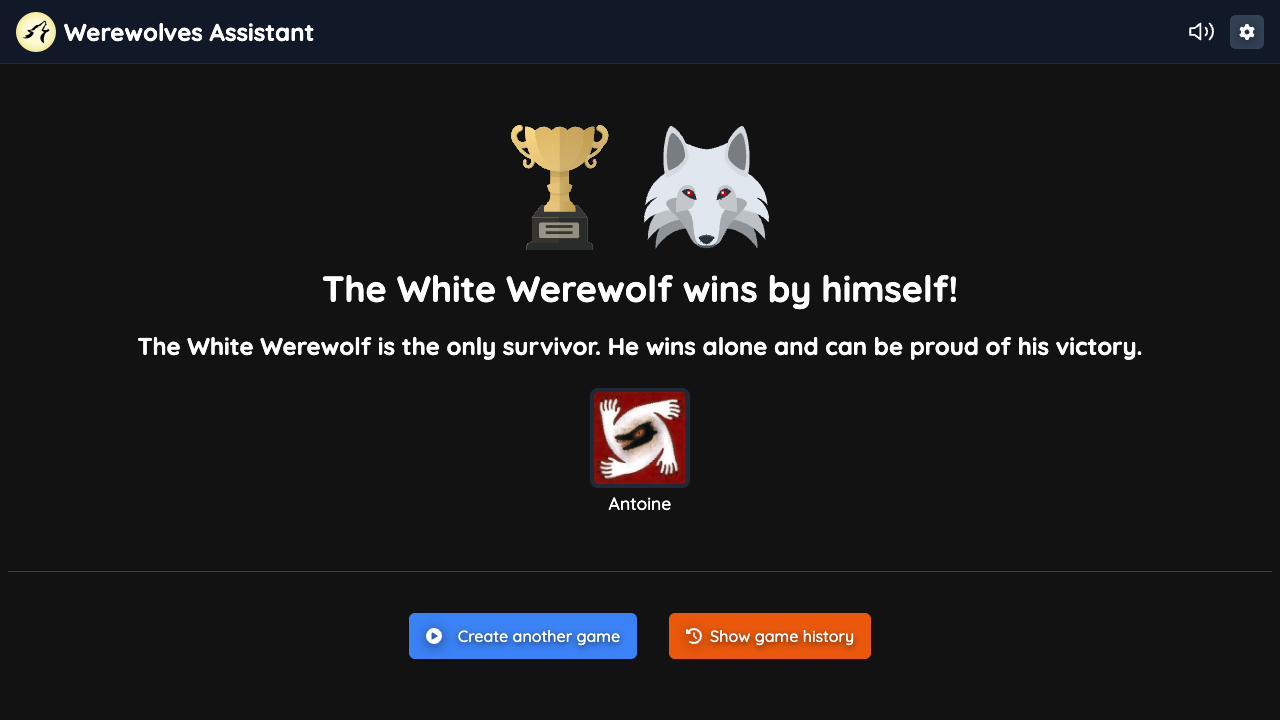 Werewolves Assistant
The White Werewolf wins by himself!
The White Werewolf is the only survivor. He wins alone and can be proud of his victory.
Antoine
Create another game
Show game history